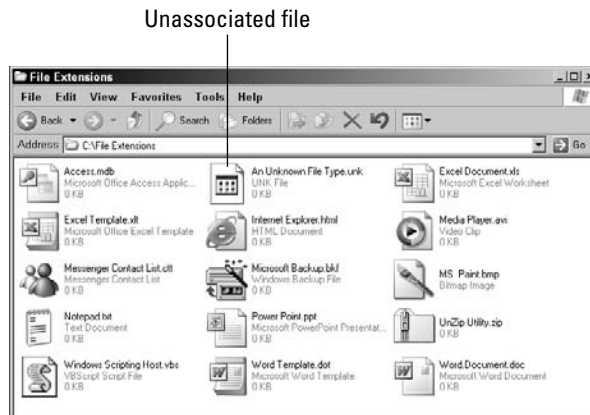 Unassociated file
File Extensions
File Edit View Favorites Tools Help
Back Search Folders
Address C:\File Extensions Go
Access.mdb
Microsoft Office Access Applic...
0 KB
An Unknown File Type.unk
UNK File
0 KB
Excel Document.xls
Microsoft Excel Worksheet
0 KB
Excel Template.xlt
Microsoft Office Excel Template
0 KB
Internet Explorer.html
HTML Document
0 KB
Media Player.avi
Video Clip
0 KB
Messenger Contact List.ctt
Messenger Contact List
0 KB
Microsoft Backup.bkf
Windows Backup File
0 KB
MS Paint.bmp
Bitmap Image
0 KB
Notepad.txt
Text Document
0 KB
Power Point.ppt
Microsoft PowerPoint Presentat...
0 KB
UnZip Utility.zip
0 KB
Windows Scripting Host.vbs
VBScript Script File
0 KB
Word Template.dot
Microsoft Word Template
0 KB
Word.Document.doc
Microsoft Word Document
0 KB